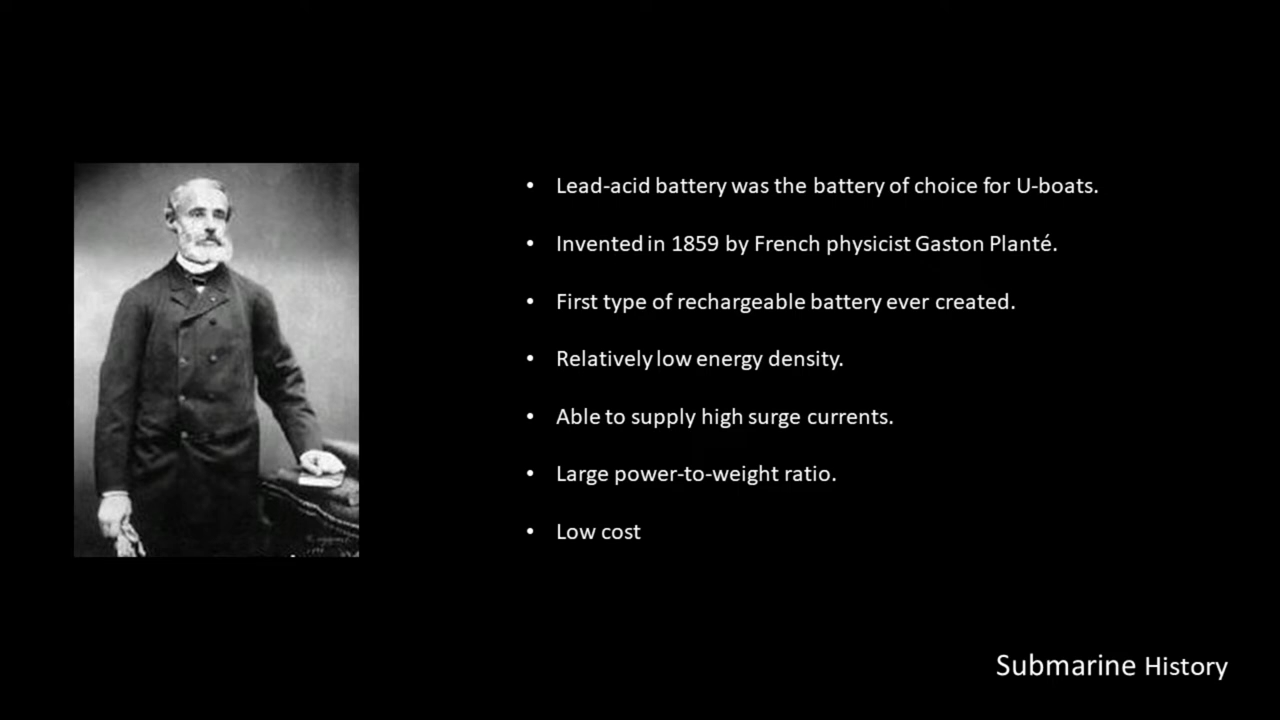 • Lead-acid battery was the battery of choice for U-boats.
• Invented in 1859 by French physicist Gaston Planté.
• First type of rechargeable battery ever created.
• Relatively low energy density.
• Able to supply high surge currents.
• Large power-to-weight ratio.
• Low cost
Submarine History